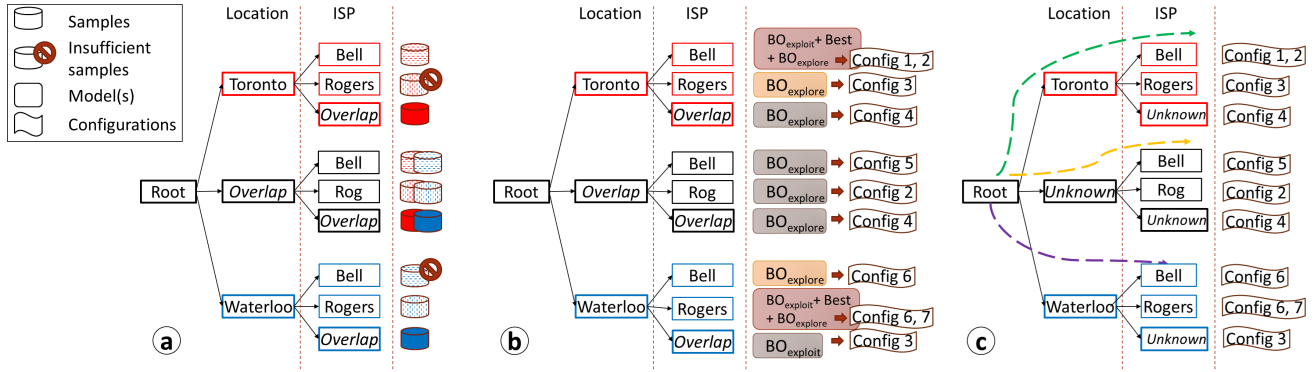 Samples
Insufficient
samples
Model(s)
Configurations
Location
ISP
Root
Toronto
Bell
Rogers
Overlap
Overlap
Bell
Rog
Overlap
Waterloo
Bell
Rogers
Overlap
a
Location
ISP
Root
Toronto
Bell
Rogers
Overlap
Overlap
Bell
Rog
Overlap
Waterloo
Bell
Rogers
Overlap
BOexploit+ Best
+ BOexplore
Config 1, 2
BOexplore
Config 3
BOexplore
Config 4
BOexplore
Config 5
BOexplore
Config 2
BOexplore
Config 4
BOexplore
Config 6
BOexploit+ Best
+ BOexplore
Config 6, 7
BOexploit
Config 3
b
Location
ISP
Root
Toronto
Bell
Rogers
Unknown
Unknown
Bell
Rog
Unknown
Waterloo
Bell
Rogers
Unknown
Config 1, 2
Config 3
Config 4
Config 5
Config 2
Config 4
Config 6
Config 6, 7
Config 3
c